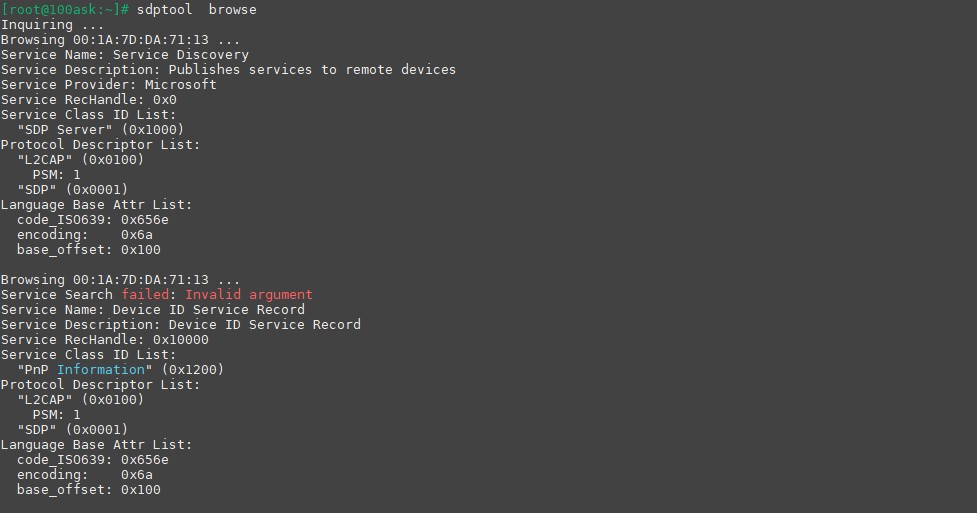 [root@100ask:~]# sdptool  browse
Inquiring ...
Browsing 00:1A:7D:DA:71:13 ...
Service Name: Service Discovery
Service Description: Publishes services to remote devices
Service Provider: Microsoft
Service RecHandle: 0x0
Service Class ID List:
  "SDP Server" (0x1000)
Protocol Descriptor List:
  "L2CAP" (0x0100)
    PSM: 1
  "SDP" (0x0001)
Language Base Attr List:
  code_ISO639: 0x656e
  encoding:    0x6a
  base_offset: 0x100

Browsing 00:1A:7D:DA:71:13 ...
Service Search failed: Invalid argument
Service Name: Device ID Service Record
Service Description: Device ID Service Record
Service RecHandle: 0x10000
Service Class ID List:
  "PnP Information" (0x1200)
Protocol Descriptor List:
  "L2CAP" (0x0100)
    PSM: 1
  "SDP" (0x0001)
Language Base Attr List:
  code_ISO639: 0x656e
  encoding:    0x6a
  base_offset: 0x100